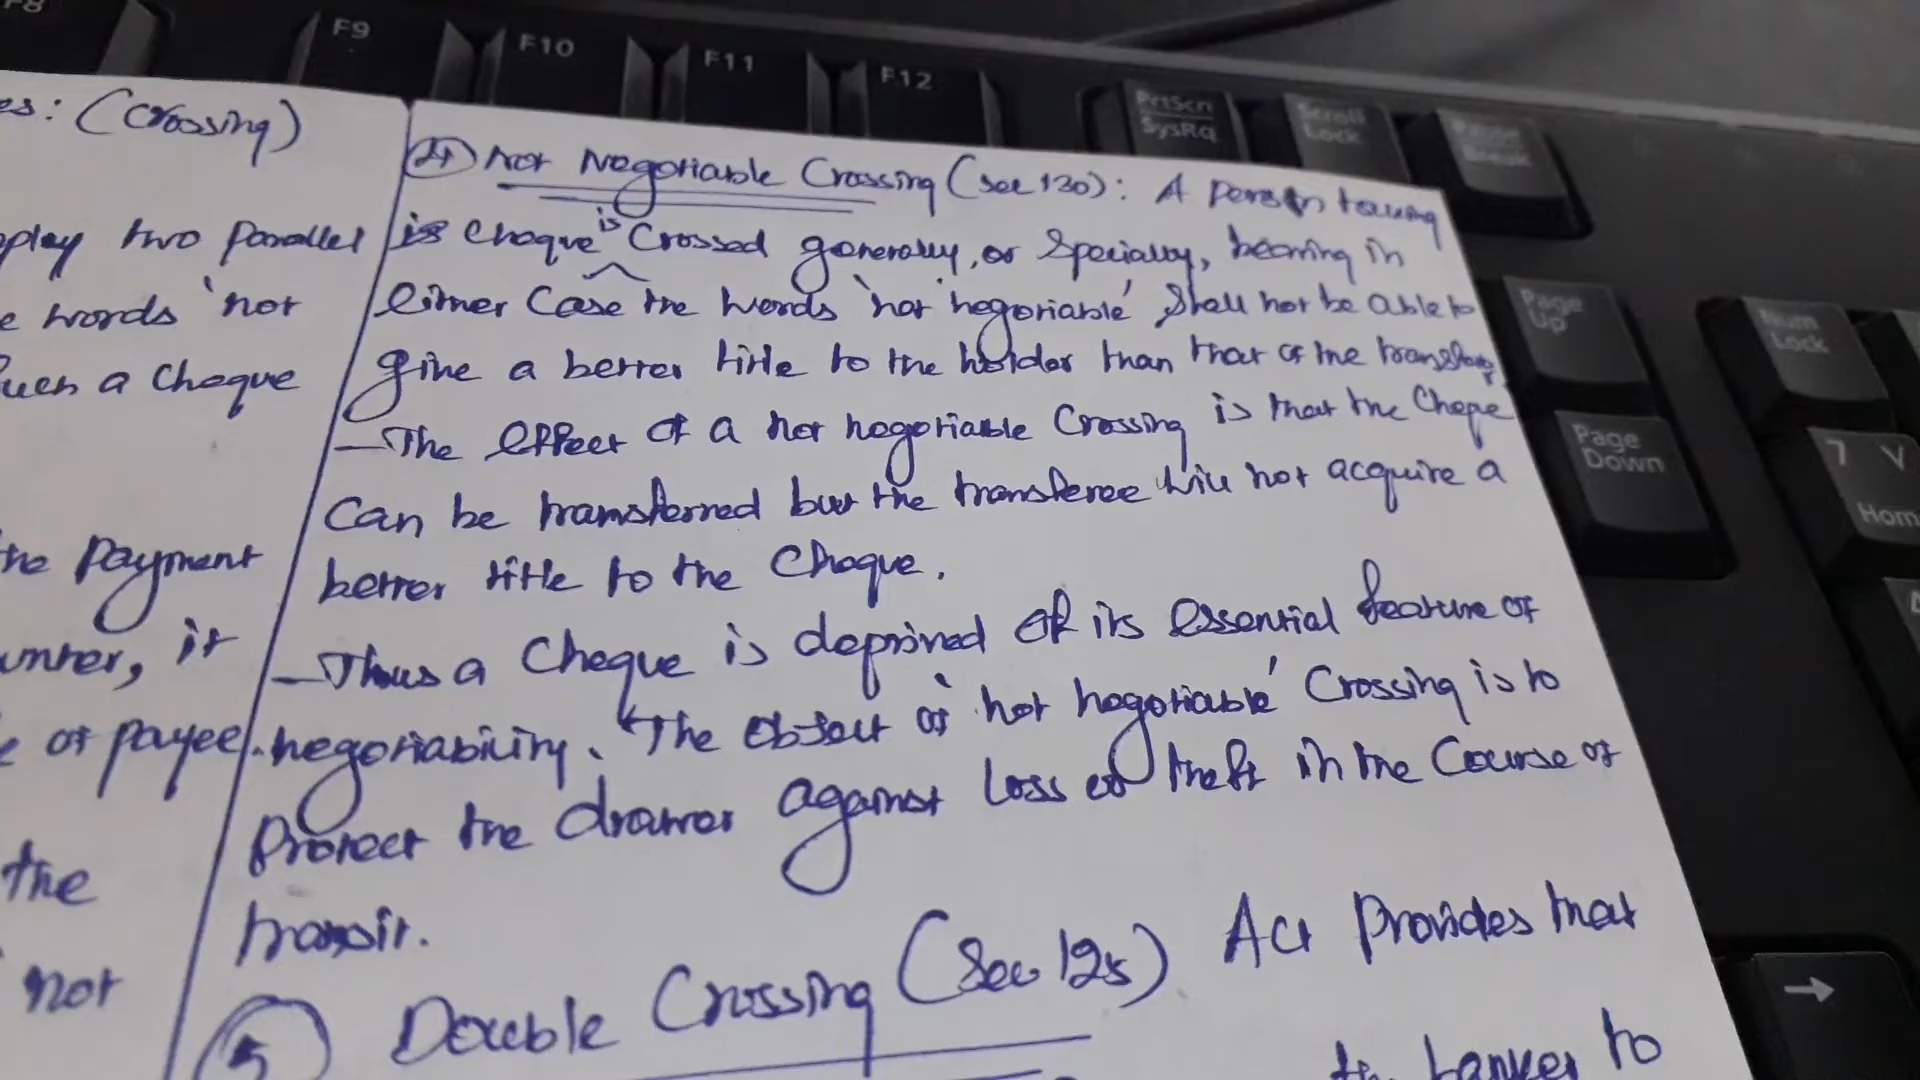 F8
F9
F10
F11
F12
PrtScn
SysRq
Scroll
Lock
Pause
Break
Page
Up
Num
Lock
Page
Down
7
Hom
es: (Crossing)
play two parallel
e words 'not
Such a Cheque
the payment
unter, it
e of payee.
the
not
④ Not Negotiable Crossing (Sec 130): A person taking
is Cheque is Crossed generally, or Specially, bearing in
either Case the words 'not negotiable' Shall not be able to
give a better title to the holder than that of the transferor
– The effect of a not negotiable Crossing is that the Cheque
Can be transferred but the transferee will not acquire a
better title to the Cheque.
– Thus a Cheque is deprived of its essential feature of
negotiability. The object of 'not negotiable' Crossing is to
Protect the drawer against loss or theft in the Course of
transit.
⑤ Double Crossing (Sec 125) Act Provides that
banker to